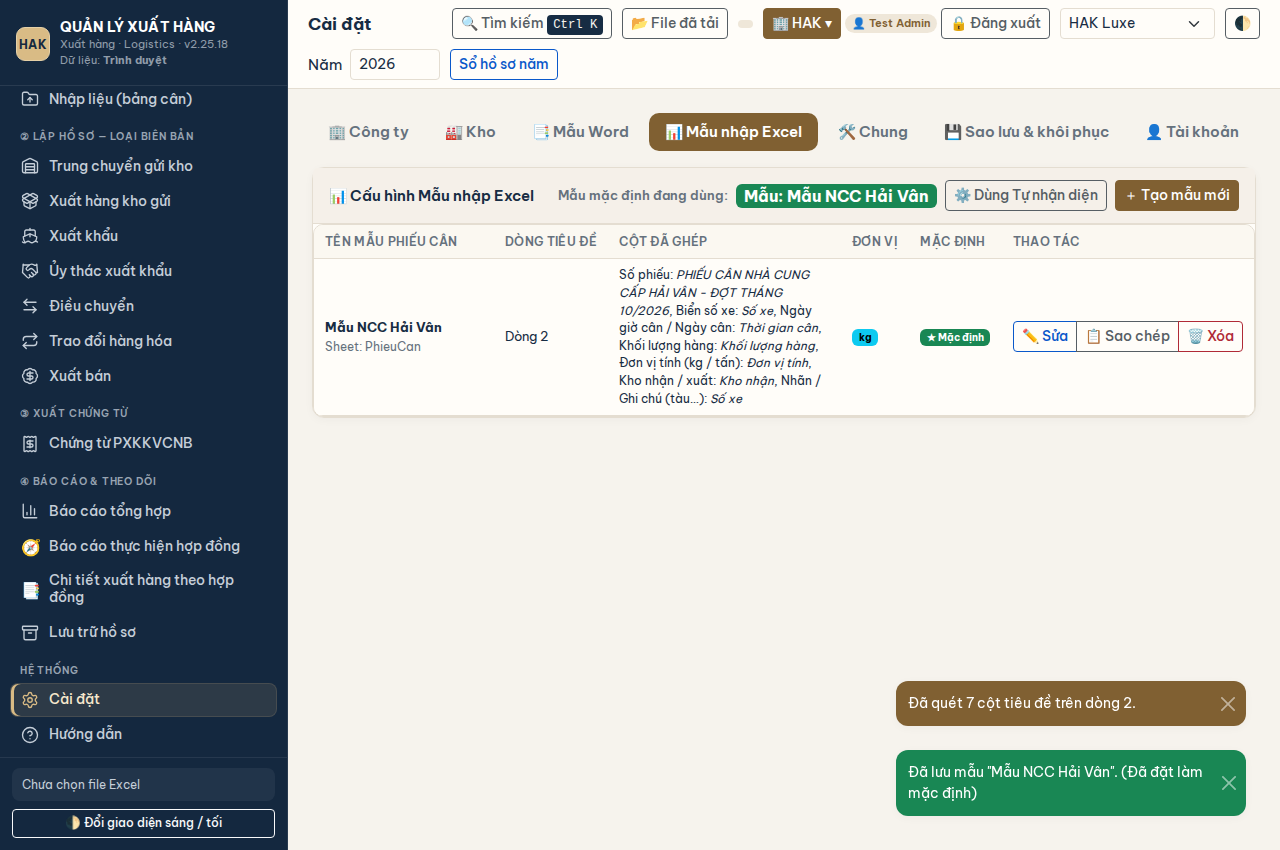 HAK
QUẢN LÝ XUẤT HÀNG
Xuất hàng · Logistics · v2.25.18
Dữ liệu: Trình duyệt
Nhập liệu (bảng cân)
② LẬP HỒ SƠ — LOẠI BIÊN BẢN
Trung chuyển gửi kho
Xuất hàng kho gửi
Xuất khẩu
Ủy thác xuất khẩu
Điều chuyển
Trao đổi hàng hóa
Xuất bán
③ XUẤT CHỨNG TỪ
Chứng từ PXKKVCNB
④ BÁO CÁO & THEO DÕI
Báo cáo tổng hợp
Báo cáo thực hiện hợp đồng
Chi tiết xuất hàng theo hợp
đồng
Lưu trữ hồ sơ
HỆ THỐNG
Cài đặt
Hướng dẫn
Chưa chọn file Excel
🌓 Đổi giao diện sáng / tối
Cài đặt
🔍 Tìm kiếm Ctrl K
📂 File đã tải
🏢 HAK ▾
👤 Test Admin
🔒 Đăng xuất
HAK Luxe
🌓
Năm
2026
Sổ hồ sơ năm
🏢 Công ty
🏭 Kho
📑 Mẫu Word
📊 Mẫu nhập Excel
🛠️ Chung
💾 Sao lưu & khôi phục
👤 Tài khoản
📊 Cấu hình Mẫu nhập Excel
Mẫu mặc định đang dùng:
Mẫu: Mẫu NCC Hải Vân
⚙️ Dùng Tự nhận diện
＋ Tạo mẫu mới
TÊN MẪU PHIẾU CÂN
DÒNG TIÊU ĐỀ
CỘT ĐÃ GHÉP
ĐƠN VỊ
MẶC ĐỊNH
THAO TÁC
Mẫu NCC Hải Vân
Sheet: PhieuCan
Dòng 2
Số phiếu: PHIẾU CÂN NHÀ CUNG
CẤP HẢI VÂN - ĐỢT THÁNG
10/2026, Biển số xe: Số xe, Ngày
giờ cân / Ngày cân: Thời gian cân,
Khối lượng hàng: Khối lượng hàng,
Đơn vị tính (kg / tấn): Đơn vị tính,
Kho nhận / xuất: Kho nhận, Nhãn /
Ghi chú (tàu...): Số xe
kg
★ Mặc định
✏️ Sửa
📋 Sao chép
🗑️ Xóa
Đã quét 7 cột tiêu đề trên dòng 2.
Đã lưu mẫu "Mẫu NCC Hải Vân". (Đã đặt làm
mặc định)